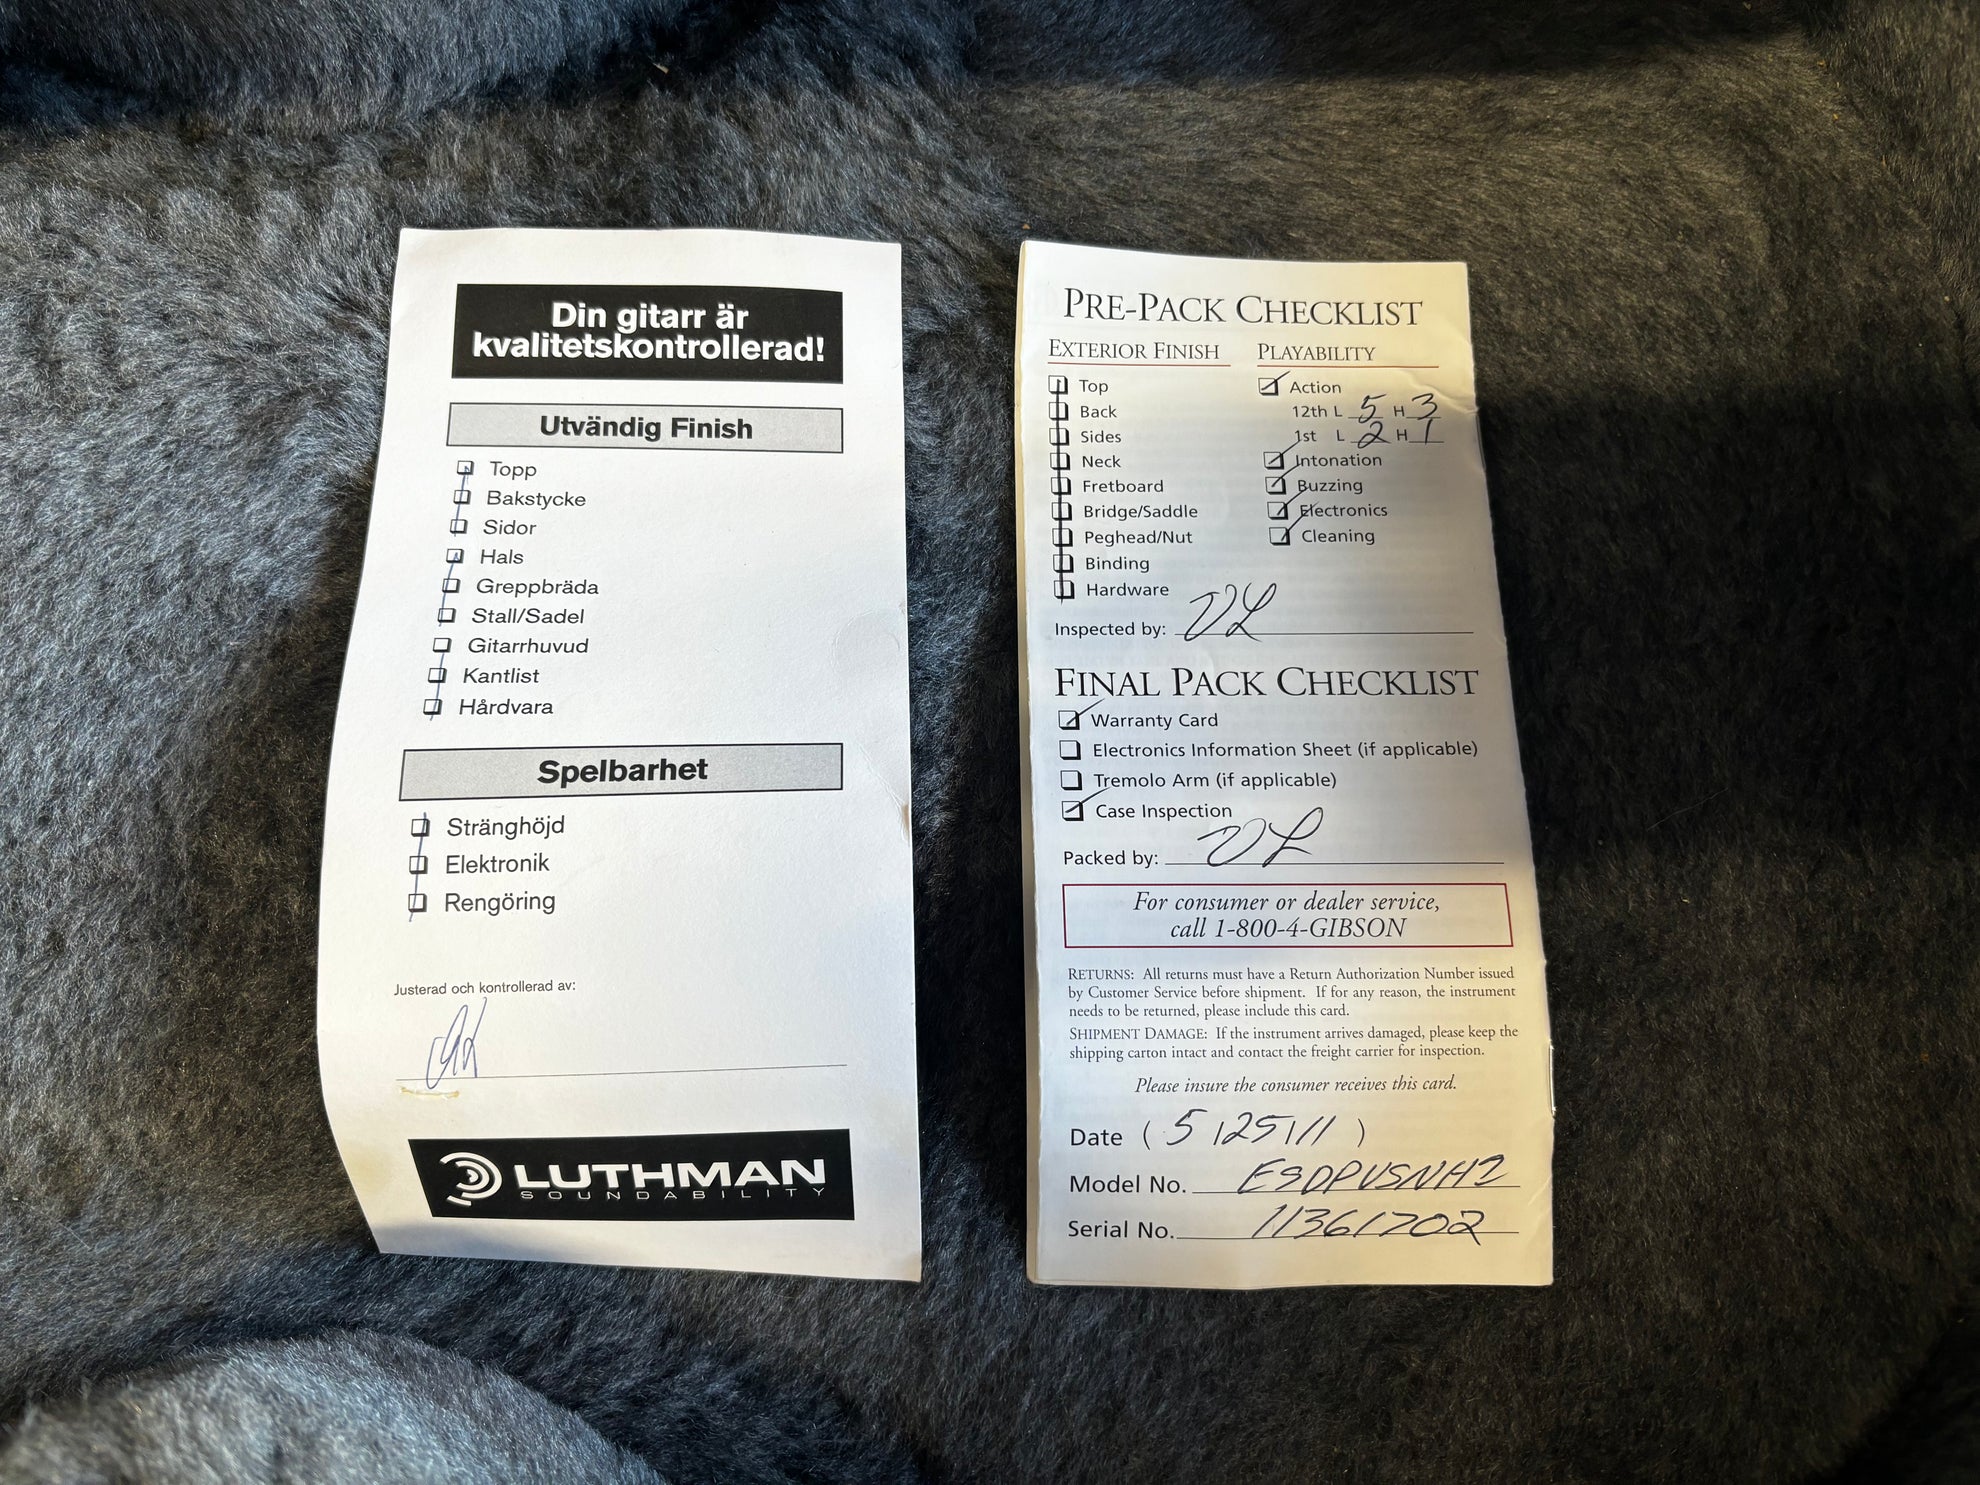 Din gitarr är
kvalitetskontrollerad!
Utvändig Finish
Topp
Bakstycke
Sidor
Hals
Greppbräda
Stall/Sadel
Gitarrhuvud
Kantlist
Hårdvara
Spelbarhet
Stränghöjd
Elektronik
Rengöring
Justerad och kontrollerad av:
LUTHMAN
SOUNDABILITY
PRE-PACK CHECKLIST
EXTERIOR FINISH
Top
Back
Sides
Neck
Fretboard
Bridge/Saddle
Peghead/Nut
Binding
Hardware
PLAYABILITY
Action
12th L 5 H 3
1st L 2 H 1
Intonation
Buzzing
Electronics
Cleaning
Inspected by:
FINAL PACK CHECKLIST
Warranty Card
Electronics Information Sheet (if applicable)
Tremolo Arm (if applicable)
Case Inspection
Packed by:
For consumer or dealer service,
call 1-800-4-GIBSON
RETURNS: All returns must have a Return Authorization Number issued
by Customer Service before shipment. If for any reason, the instrument
needs to be returned, please include this card.
SHIPMENT DAMAGE: If the instrument arrives damaged, please keep the
shipping carton intact and contact the freight carrier for inspection.
Please insure the consumer receives this card.
Date ( 5/25/11 )
Model No. ESDPVSNH2
Serial No. 11361702